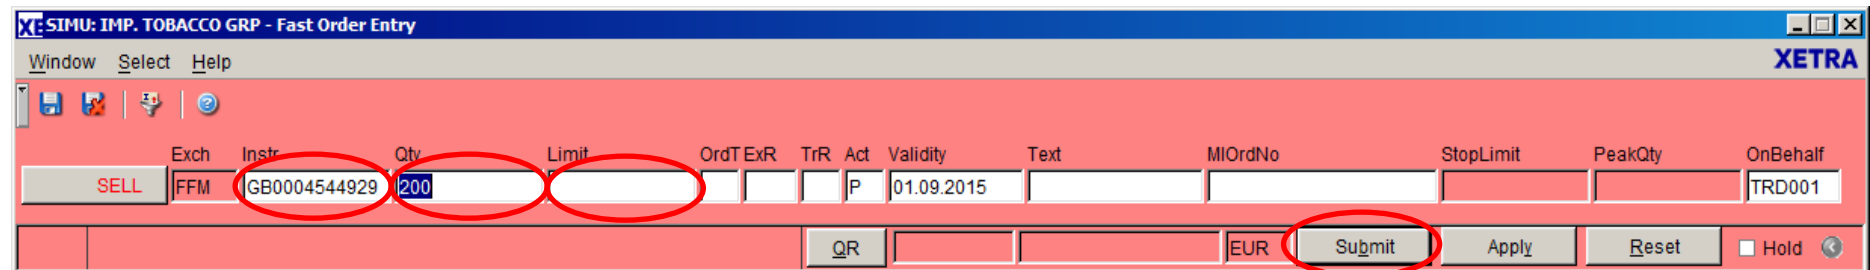 XE SIMU: IMP. TOBACCO GRP - Fast Order Entry
Window Select Help XETRA
Exch Instr Qty Limit OrdT ExR TrR Act Validity Text MIOrdNo StopLimit PeakQty OnBehalf
SELL FFM GB0004544929 200 P 01.09.2015 TRD001
QR EUR Submit Apply Reset Hold